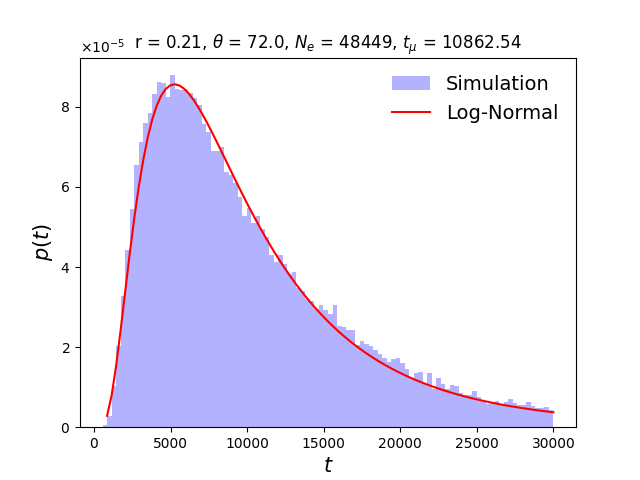 ×10⁻⁵ r = 0.21, θ = 72.0, Nₑ = 48449, t_μ = 10862.54
Simulation
Log-Normal
8
6
4
2
0
p(t)
0 5000 10000 15000 20000 25000 30000
t